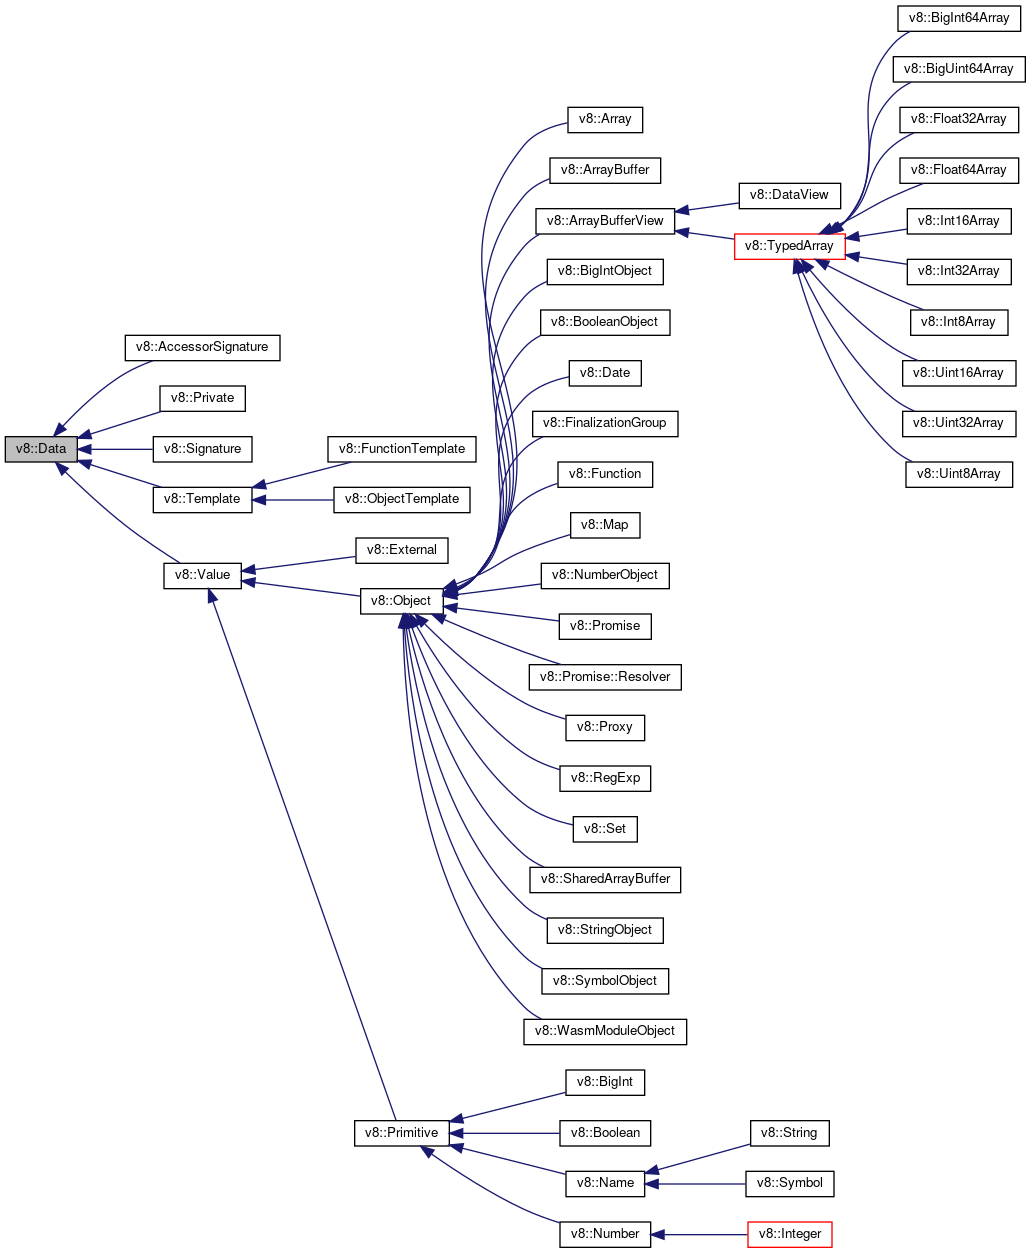 v8::Data
v8::AccessorSignature
v8::Private
v8::Signature
v8::Template
v8::FunctionTemplate
v8::ObjectTemplate
v8::Value
v8::External
v8::Object
v8::Array
v8::ArrayBuffer
v8::ArrayBufferView
v8::DataView
v8::TypedArray
v8::BigInt64Array
v8::BigUint64Array
v8::Float32Array
v8::Float64Array
v8::Int16Array
v8::Int32Array
v8::Int8Array
v8::Uint16Array
v8::Uint32Array
v8::Uint8Array
v8::BigIntObject
v8::BooleanObject
v8::Date
v8::FinalizationGroup
v8::Function
v8::Map
v8::NumberObject
v8::Promise
v8::Promise::Resolver
v8::Proxy
v8::RegExp
v8::Set
v8::SharedArrayBuffer
v8::StringObject
v8::SymbolObject
v8::WasmModuleObject
v8::Primitive
v8::BigInt
v8::Boolean
v8::Name
v8::String
v8::Symbol
v8::Number
v8::Integer